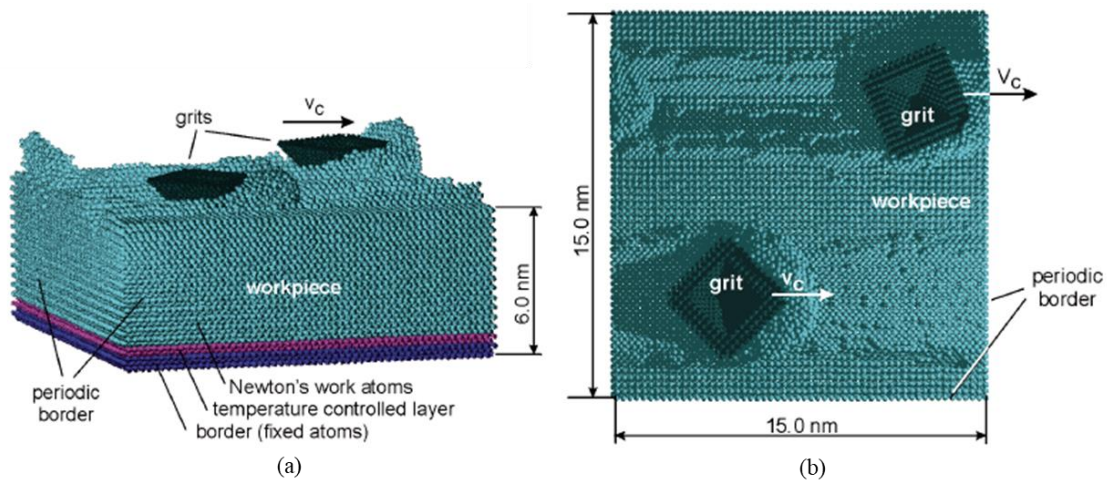 grits
v_c
workpiece
6.0 nm
periodic
border
Newton's work atoms
temperature controlled layer
border (fixed atoms)
(a)
v_c
grit
workpiece
15.0 nm
grit
v_c
periodic
border
15.0 nm
(b)